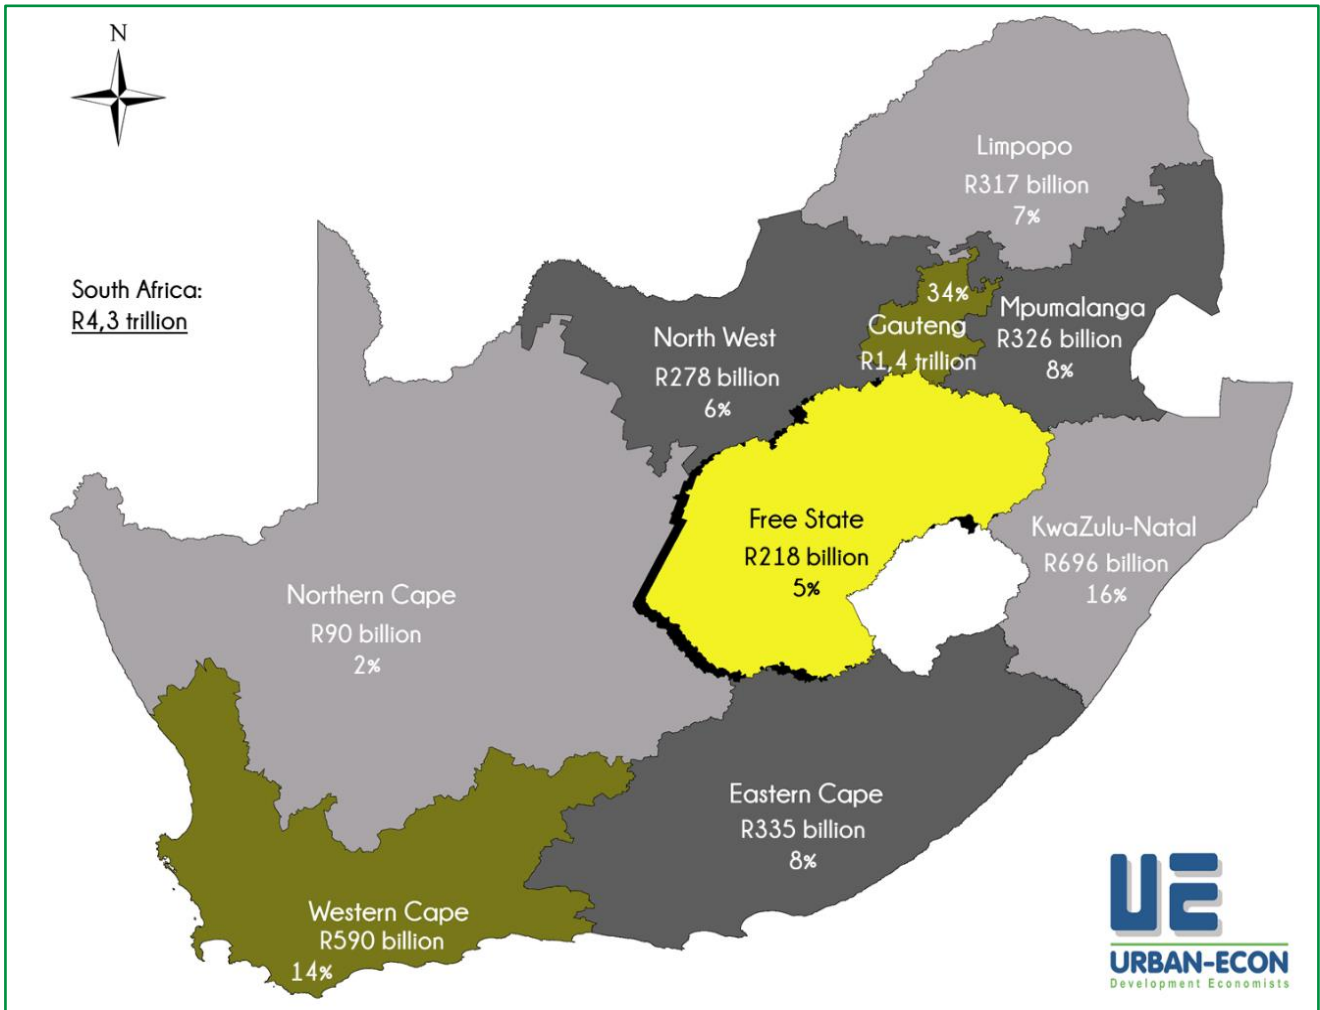 N
Limpopo
R317 billion
7%
South Africa:
R4,3 trillion
34%
Gauteng
R1,4 trillion
Mpumalanga
R326 billion
8%
North West
R278 billion
6%
Free State
R218 billion
5%
KwaZulu-Natal
R696 billion
16%
Northern Cape
R90 billion
2%
Eastern Cape
R335 billion
8%
Western Cape
R590 billion
14%
UE
URBAN-ECON
Development Economists